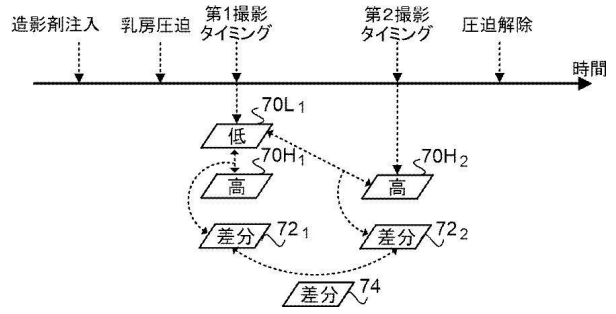 造影剤注入
乳房圧迫
第1撮影
タイミング
第2撮影
タイミング
圧迫解除
時間
70L1
低
70H1
高
70H2
高
差分
721
差分
722
差分
74